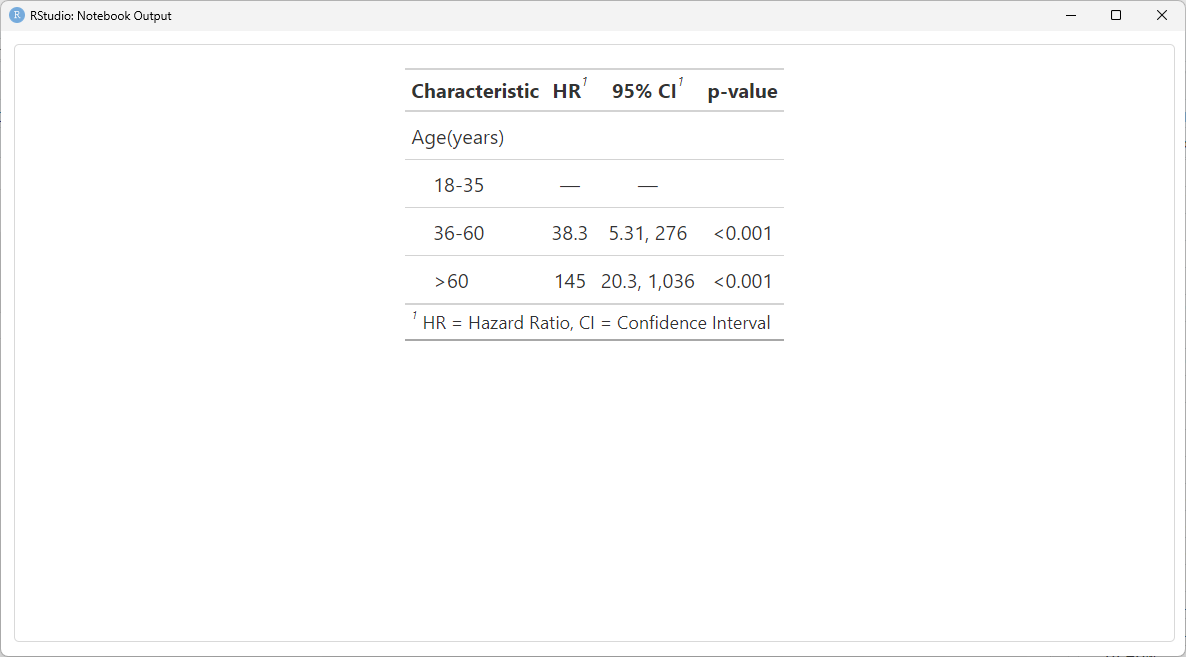 RStudio: Notebook Output
Characteristic HR1 95% CI1 p-value
Age(years)
18-35 — —
36-60 38.3 5.31, 276 <0.001
>60 145 20.3, 1,036 <0.001
1 HR = Hazard Ratio, CI = Confidence Interval